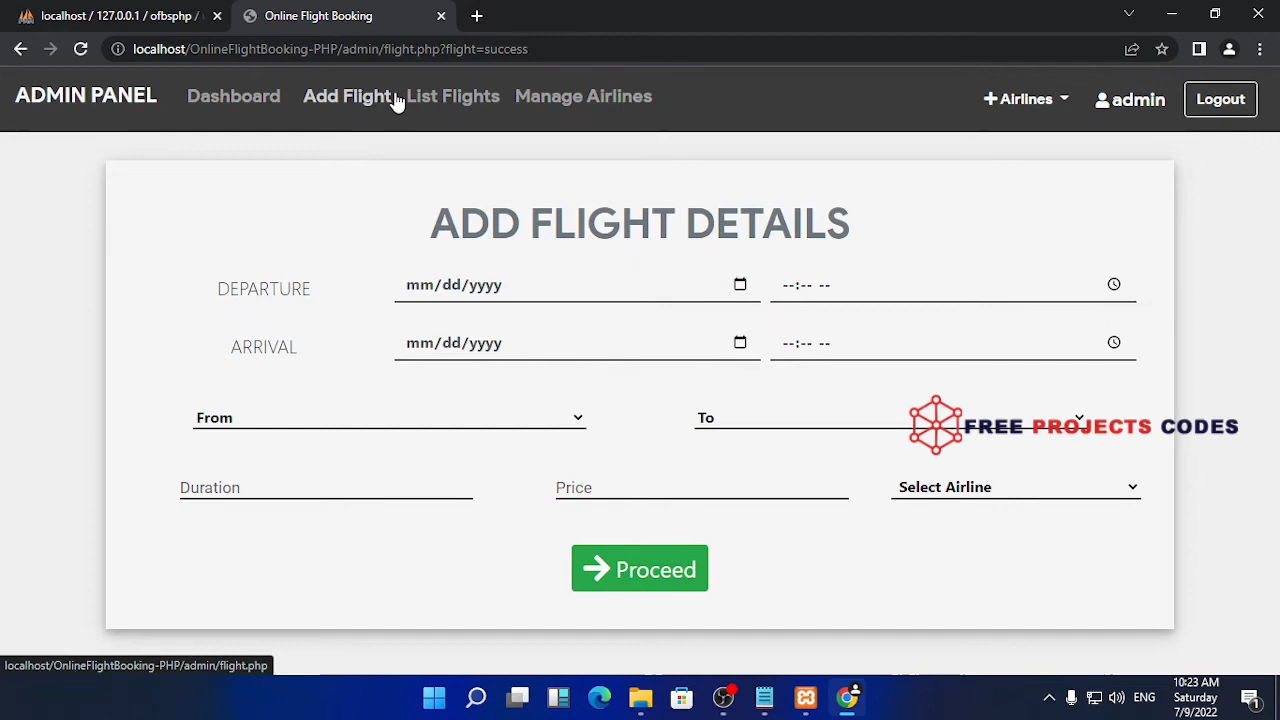 localhost / 127.0.0.1 / ofbsphp /
Online Flight Booking
localhost/OnlineFlightBooking-PHP/admin/flight.php?flight=success
ADMIN PANEL
Dashboard
Add Flight
List Flights
Manage Airlines
Airlines
admin
Logout
ADD FLIGHT DETAILS
DEPARTURE
mm/dd/yyyy
--:-- --
ARRIVAL
mm/dd/yyyy
--:-- --
From
To
FREE PROJECTS CODES
Duration
Price
Select Airline
Proceed
localhost/OnlineFlightBooking-PHP/admin/flight.php
ENG
10:23 AM
Saturday
7/9/2022
1